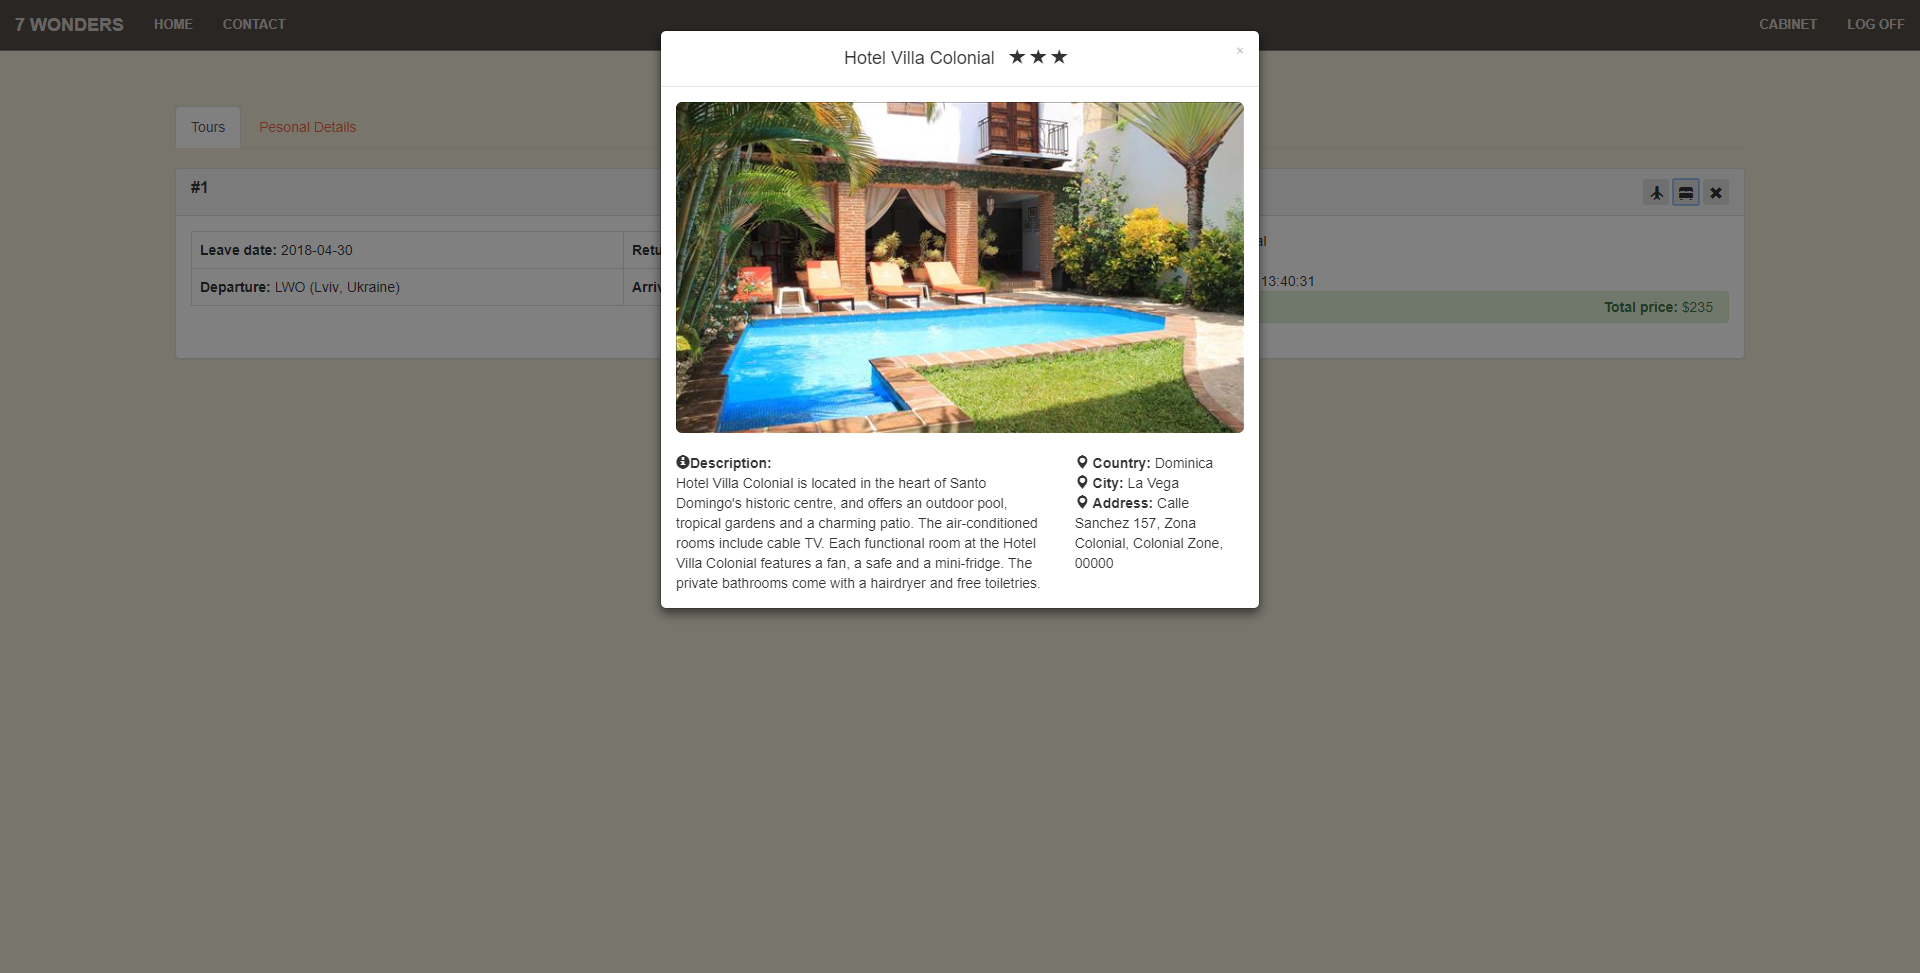 7 WONDERS HOME CONTACT CABINET LOG OFF
Hotel Villa Colonial ★ ★ ★ ×
Tours Pesonal Details
#1
Leave date: 2018-04-30
Departure: LWO (Lviv, Ukraine)
13:40:31
Total price: $235
Description:
Hotel Villa Colonial is located in the heart of Santo
Domingo's historic centre, and offers an outdoor pool,
tropical gardens and a charming patio. The air-conditioned
rooms include cable TV. Each functional room at the Hotel
Villa Colonial features a fan, a safe and a mini-fridge. The
private bathrooms come with a hairdryer and free toiletries.
Country: Dominica
City: La Vega
Address: Calle
Sanchez 157, Zona
Colonial, Colonial Zone,
00000